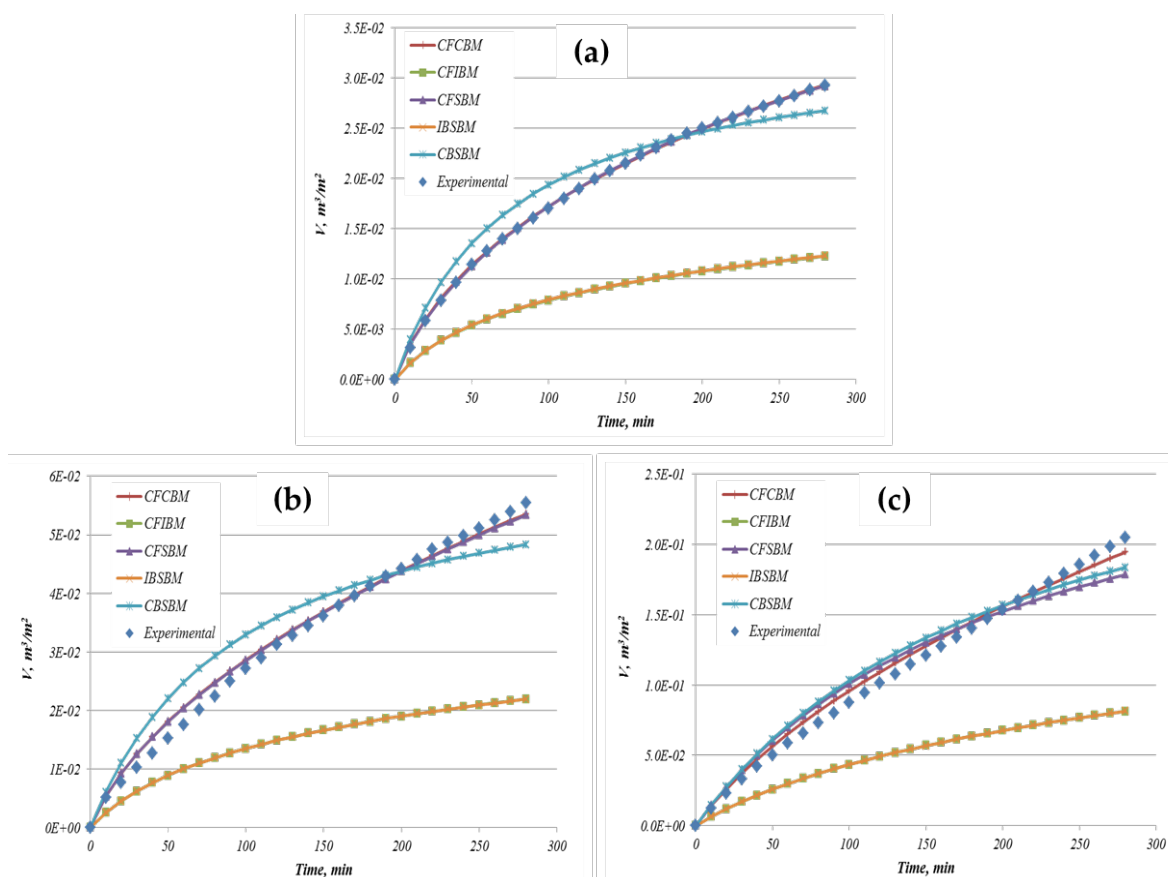 (a)
3.5E-02
3.0E-02
2.5E-02
2.0E-02
1.5E-02
1.0E-02
5.0E-03
0.0E+00
V, m³/m²
CFCBM
CFIBM
CFSBM
IBSBM
CBSBM
Experimental
0 50 100 150 200 250 300
Time, min
(b)
6E-02
5E-02
4E-02
3E-02
2E-02
1E-02
0E+00
V, m³/m²
CFCBM
CFIBM
CFSBM
IBSBM
CBSBM
Experimental
0 50 100 150 200 250 300
Time, min
(c)
2.5E-01
2.0E-01
1.5E-01
1.0E-01
5.0E-02
0.0E+00
V, m³/m²
CFCBM
CFIBM
CFSBM
IBSBM
CBSBM
Experimental
0 50 100 150 200 250 300
Time, min